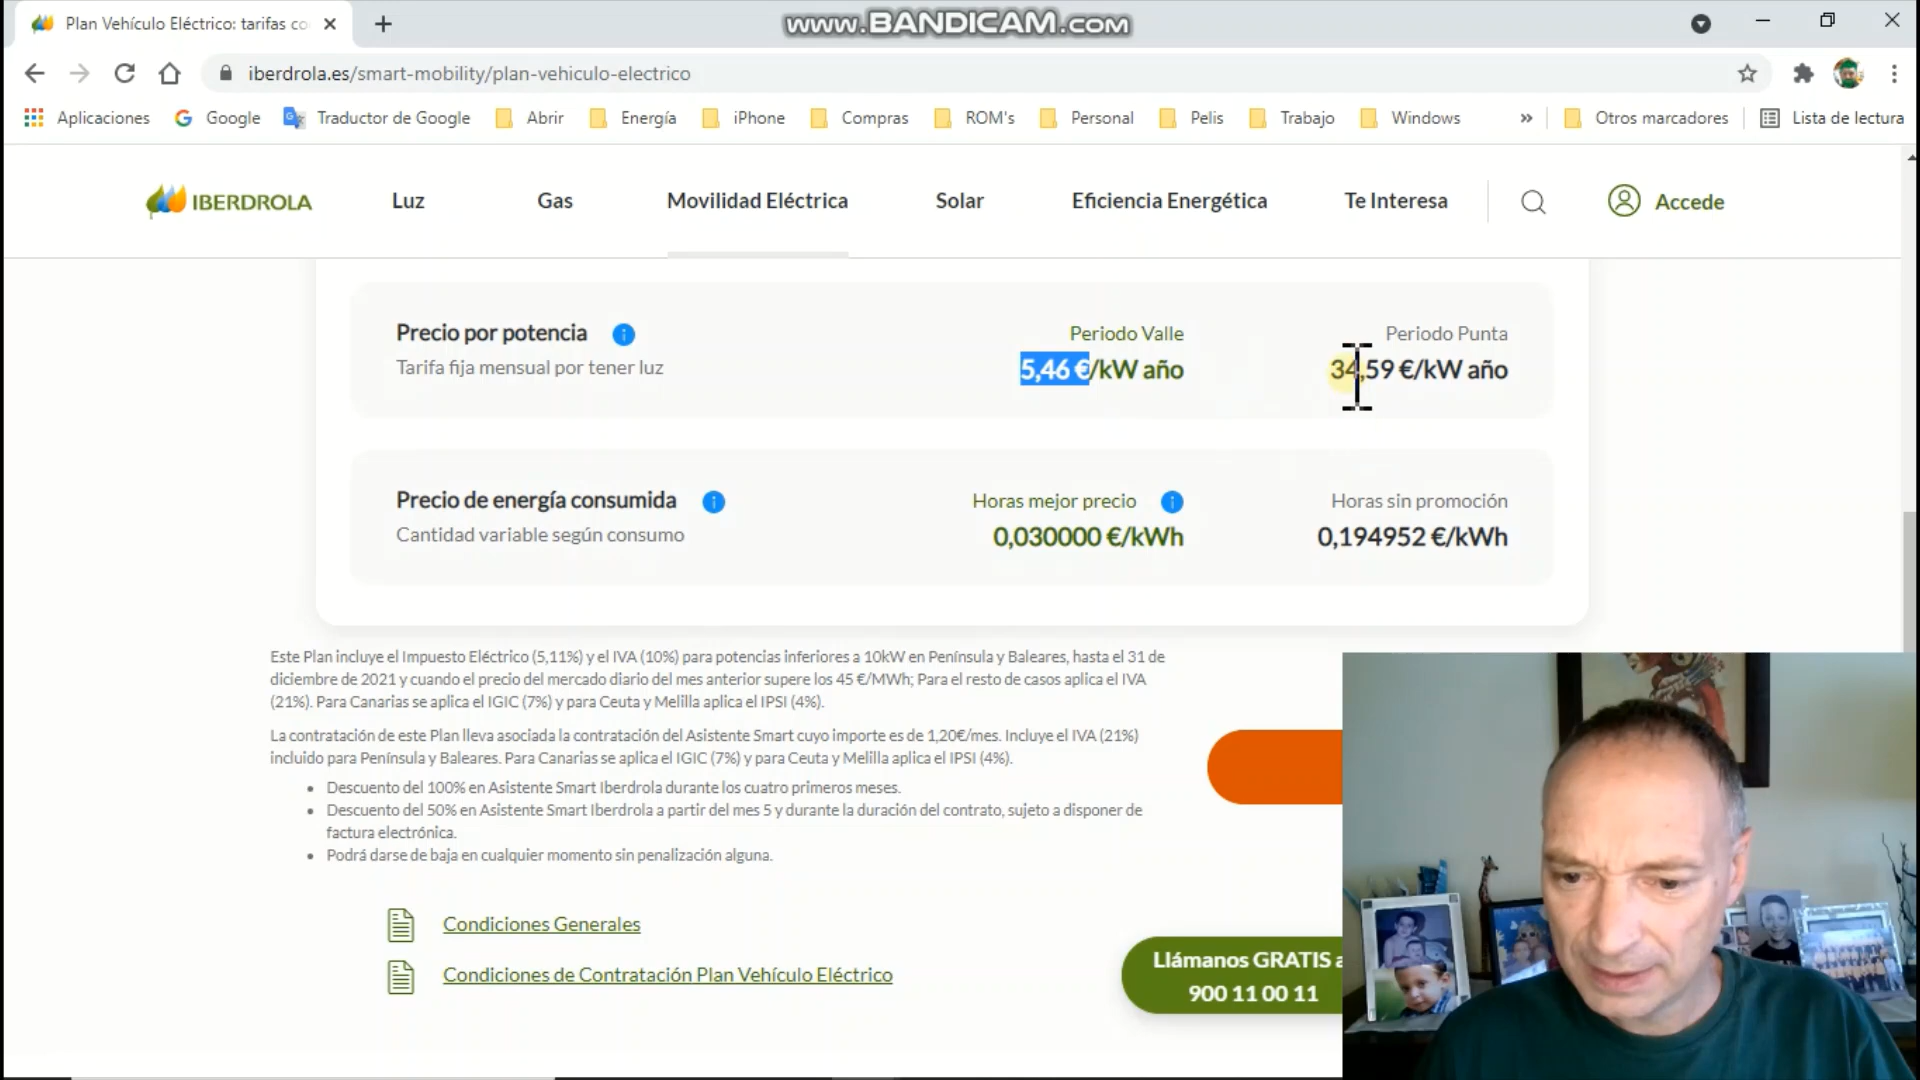 www.BANDICAM.com
Plan Vehículo Eléctrico: tarifas co
iberdrola.es/smart-mobility/plan-vehiculo-electrico
Aplicaciones Google Traductor de Google Abrir Energía iPhone Compras ROM's Personal Pelis Trabajo Windows » Otros marcadores Lista de lectura
IBERDROLA Luz Gas Movilidad Eléctrica Solar Eficiencia Energética Te Interesa Accede
Precio por potencia Periodo Valle Periodo Punta
Tarifa fija mensual por tener luz 5,46 €/kW año 34,59 €/kW año
Precio de energía consumida Horas mejor precio Horas sin promoción
Cantidad variable según consumo 0,030000 €/kWh 0,194952 €/kWh
Este Plan incluye el Impuesto Eléctrico (5,11%) y el IVA (10%) para potencias inferiores a 10kW en Península y Baleares, hasta el 31 de
diciembre de 2021 y cuando el precio del mercado diario del mes anterior supere los 45 €/MWh; Para el resto de casos aplica el IVA
(21%). Para Canarias se aplica el IGIC (7%) y para Ceuta y Melilla aplica el IPSI (4%).
La contratación de este Plan lleva asociada la contratación del Asistente Smart cuyo importe es de 1,20€/mes. Incluye el IVA (21%)
incluido para Península y Baleares. Para Canarias se aplica el IGIC (7%) y para Ceuta y Melilla aplica el IPSI (4%).
• Descuento del 100% en Asistente Smart Iberdrola durante los cuatro primeros meses.
• Descuento del 50% en Asistente Smart Iberdrola a partir del mes 5 y durante la duración del contrato, sujeto a disponer de
factura electrónica.
• Podrá darse de baja en cualquier momento sin penalización alguna.
Condiciones Generales
Condiciones de Contratación Plan Vehículo Eléctrico
Llámanos GRATIS a
900 11 00 11